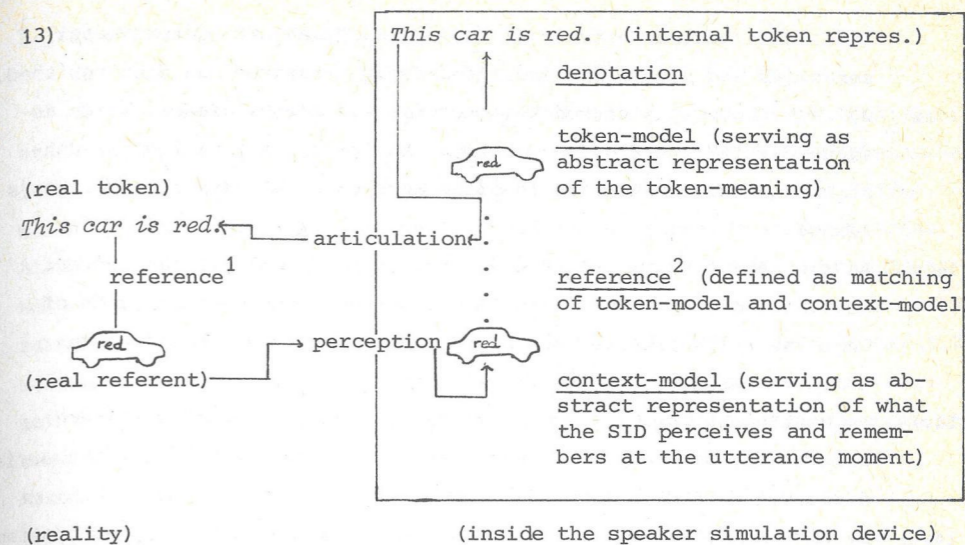 13)
This car is red. (internal token repres.)
denotation
token-model (serving as
abstract representation
of the token-meaning)
red
(real token)
This car is red.
articulation
reference1
reference2 (defined as matching
of token-model and context-model
red
perception
red
(real referent)
context-model (serving as ab-
stract representation of what
the SID perceives and remem-
bers at the utterance moment)
(reality)
(inside the speaker simulation device)